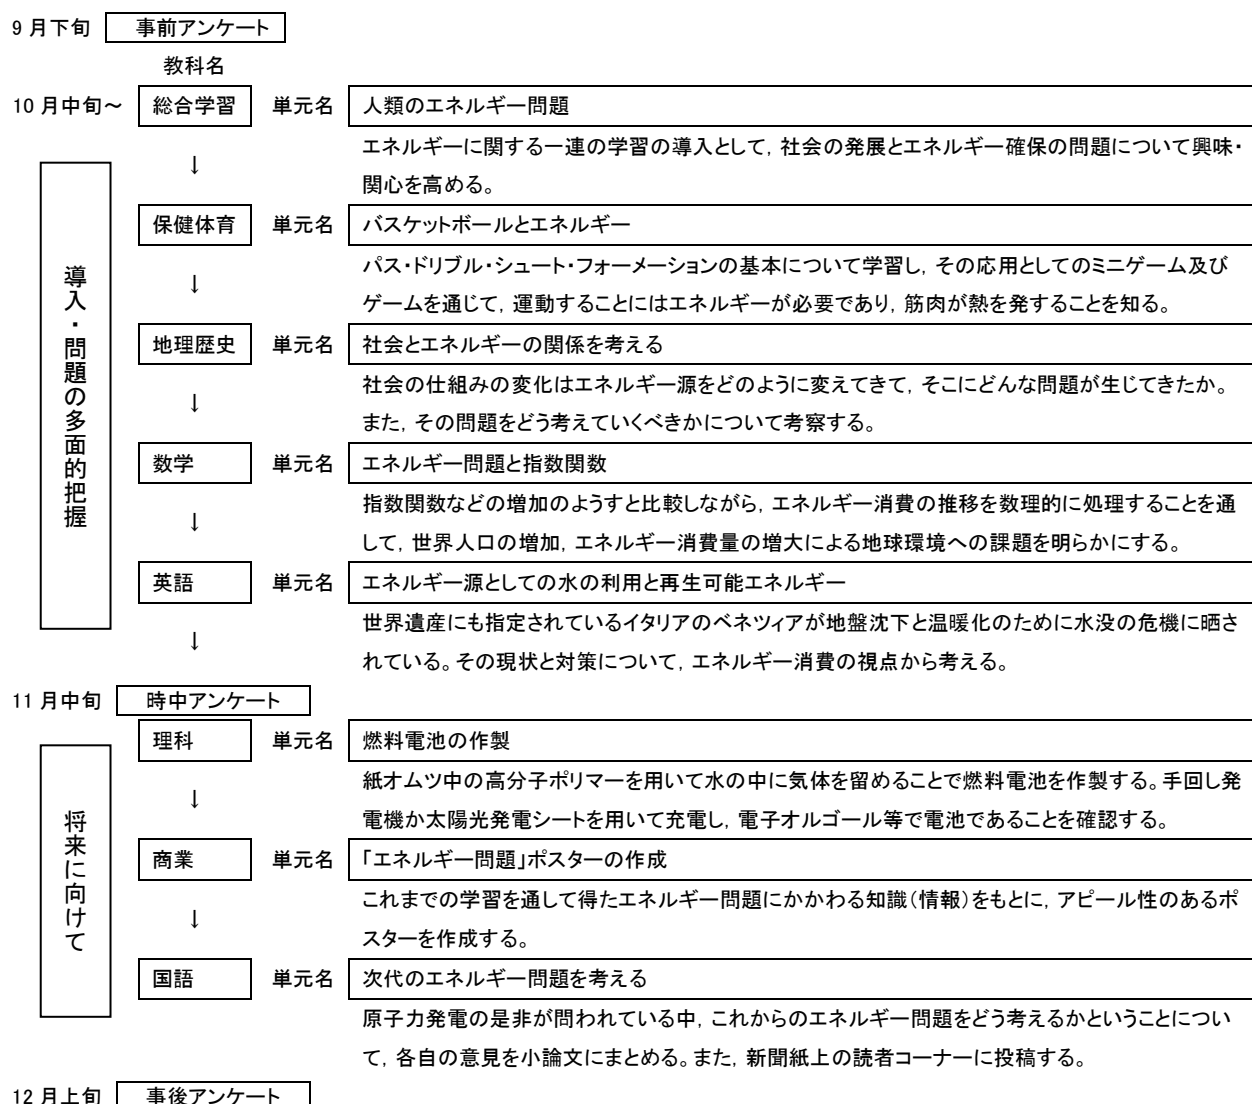 9 月下旬 事前アンケート
教科名
10 月中旬～ 総合学習 単元名 人類のエネルギー問題
エネルギーに関する一連の学習の導入として，社会の発展とエネルギー確保の問題について興味・
↓
関心を高める。
保健体育 単元名 バスケットボールとエネルギー
パス・ドリブル・シュート・フォーメーションの基本について学習し，その応用としてのミニゲーム及び
↓
ゲームを通じて，運動することにはエネルギーが必要であり，筋肉が熱を発することを知る。
導入・問題の多面的把握
地理歴史 単元名 社会とエネルギーの関係を考える
社会の仕組みの変化はエネルギー源をどのように変えてきて，そこにどんな問題が生じてきたか。
↓
また，その問題をどう考えていくべきかについて考察する。
数学 単元名 エネルギー問題と指数関数
指数関数などの増加のようすと比較しながら，エネルギー消費の推移を数理的に処理することを通
↓
して，世界人口の増加，エネルギー消費量の増大による地球環境への課題を明らかにする。
英語 単元名 エネルギー源としての水の利用と再生可能エネルギー
世界遺産にも指定されているイタリアのベネツィアが地盤沈下と温暖化のために水没の危機に晒さ
↓
れている。その現状と対策について，エネルギー消費の視点から考える。
11 月中旬 時中アンケート
理科 単元名 燃料電池の作製
紙オムツ中の高分子ポリマーを用いて水の中に気体を留めることで燃料電池を作製する。手回し発
↓
電機か太陽光発電シートを用いて充電し，電子オルゴール等で電池であることを確認する。
将来に向けて
商業 単元名 「エネルギー問題」ポスターの作成
これまでの学習を通して得たエネルギー問題にかかわる知識（情報）をもとに，アピール性のあるポ
↓
スターを作成する。
国語 単元名 次代のエネルギー問題を考える
原子力発電の是非が問われている中，これからのエネルギー問題をどう考えるかということについ
て，各自の意見を小論文にまとめる。また，新聞紙上の読者コーナーに投稿する。
12 月上旬 事後アンケート